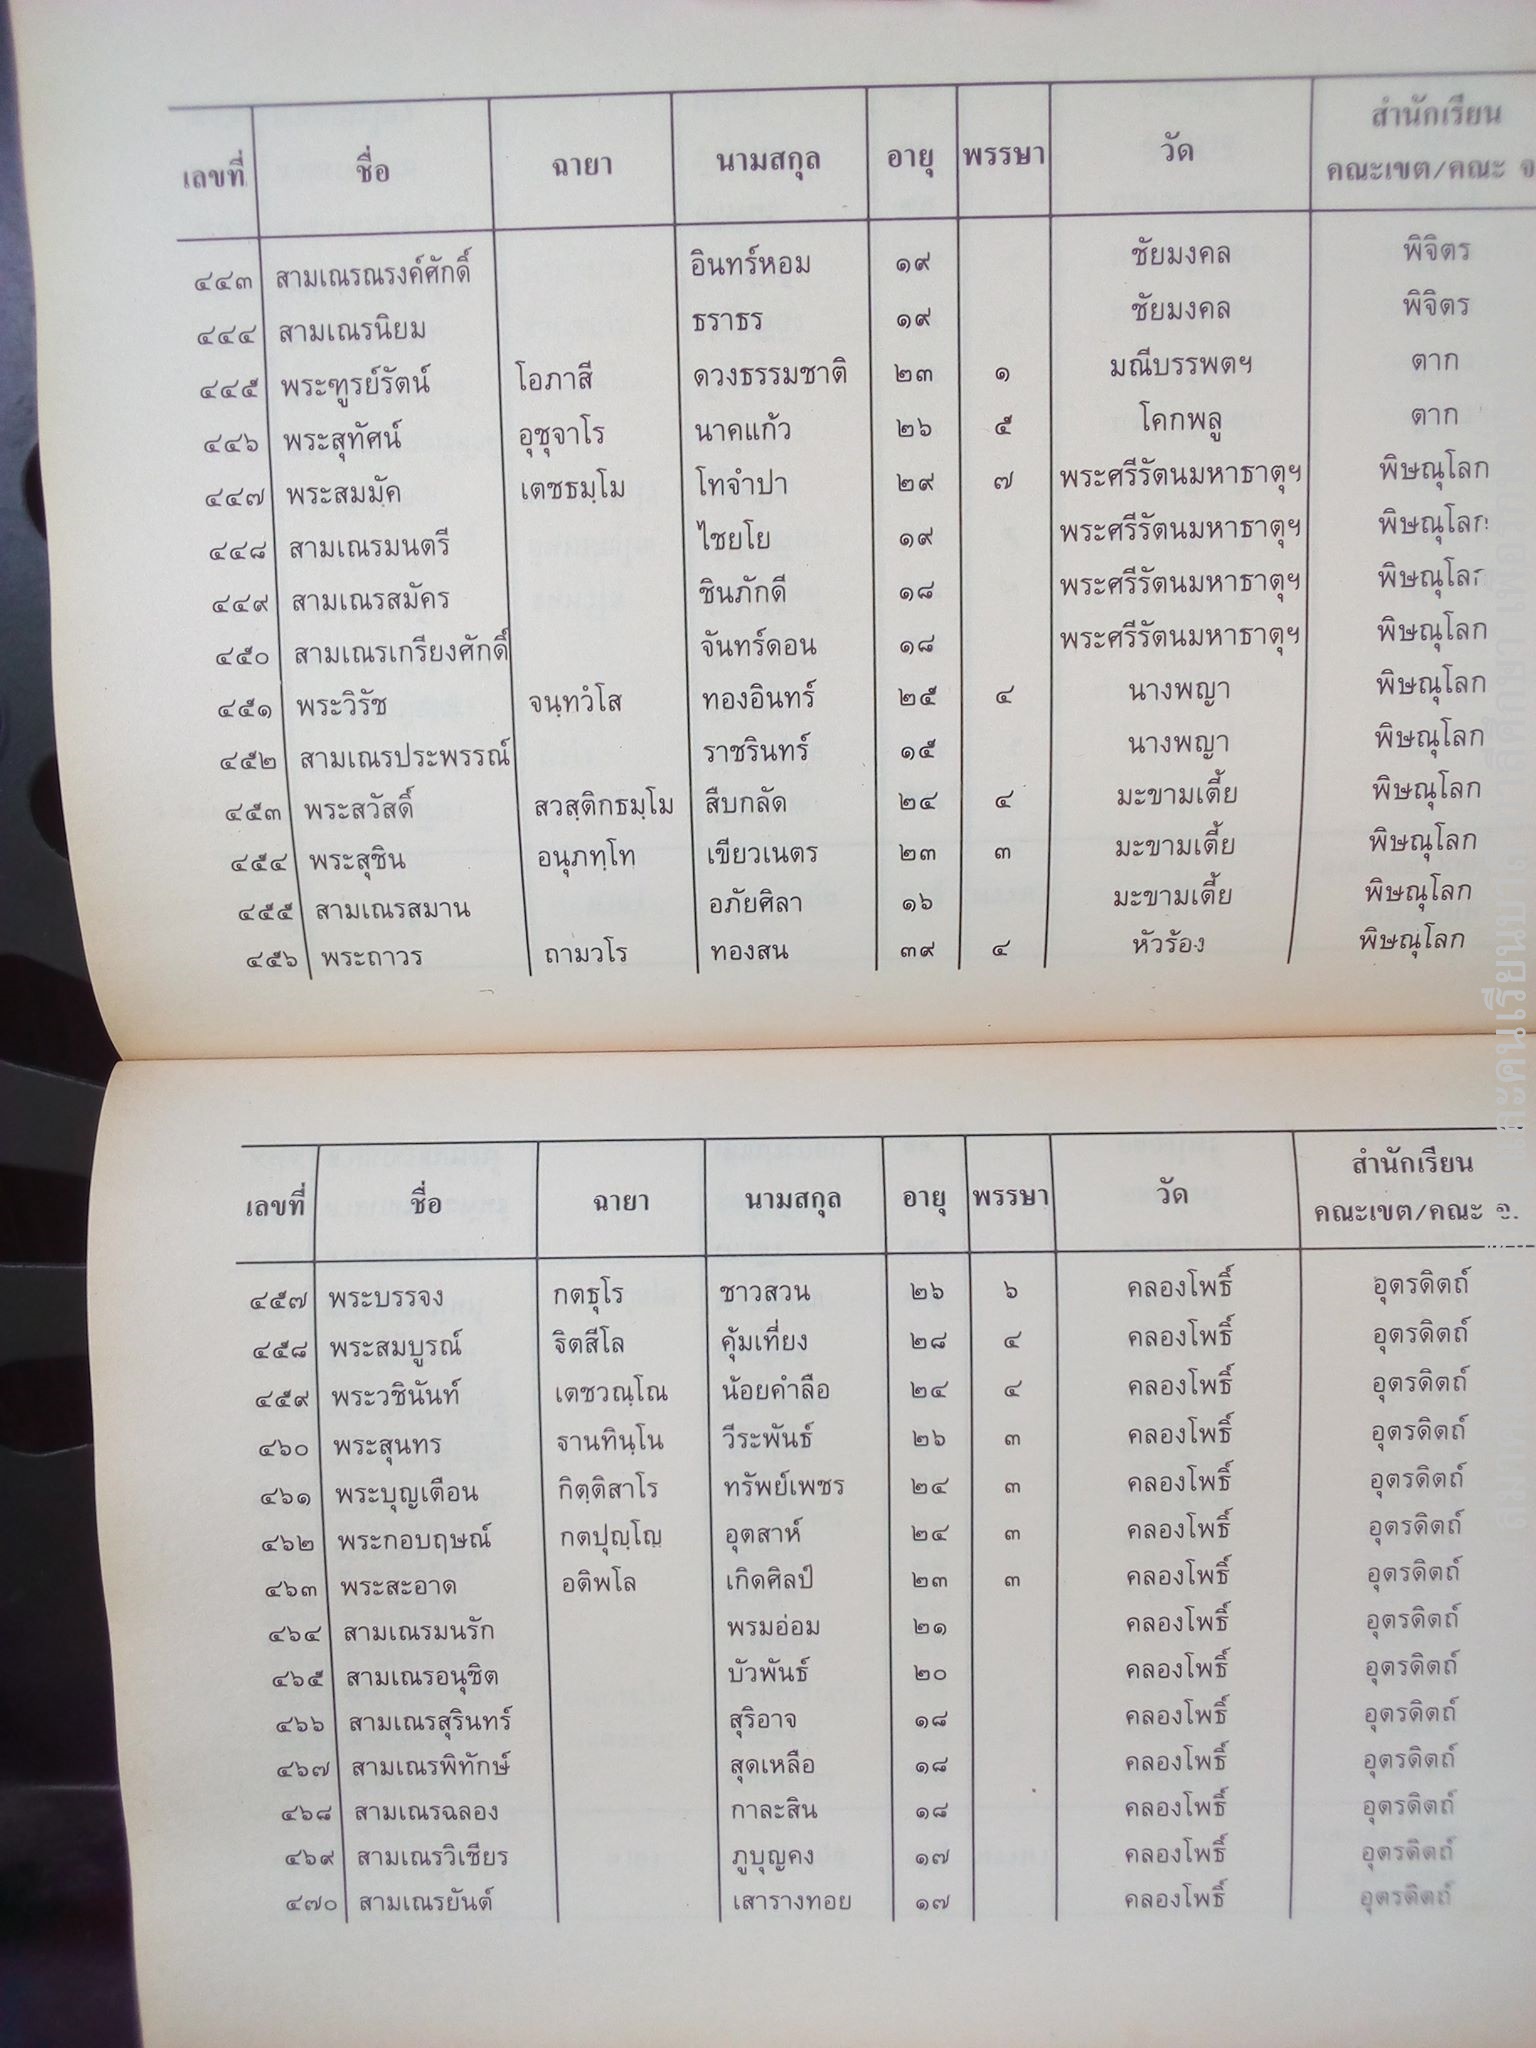 เลขที่ ชื่อ ฉายา นามสกุล อายุ พรรษา วัด สำนักเรียน คณะเขต/คณะ จ
๔๔๓ สามเณรณรงค์ศักดิ์ อินทร์หอม ๑๙ ชัยมงคล พิจิตร
๔๔๔ สามเณรนิยม ธราธร ๑๙ ชัยมงคล พิจิตร
๔๔๕ พระฑูรย์รัตน์ โอภาสี ดวงธรรมชาติ ๒๓ ๑ มณีบรรพตฯ ตาก
๔๔๖ พระสุทัศน์ อุชุจาโร นาคแก้ว ๒๖ ๕ โคกพลู ตาก
๔๔๗ พระสมมัค เตชธมฺโม โทจำปา ๒๙ ๗ พระศรีรัตนมหาธาตุฯ พิษณุโลก
๔๔๘ สามเณรมนตรี ไชยโย ๑๙ พระศรีรัตนมหาธาตุฯ พิษณุโลก
๔๔๙ สามเณรสมัคร ชินภักดี ๑๘ พระศรีรัตนมหาธาตุฯ พิษณุโลก
๔๕๐ สามเณรเกรียงศักดิ์ จันทร์ดอน ๑๘ พระศรีรัตนมหาธาตุฯ พิษณุโลก
๔๕๑ พระวิรัช จนฺทวํโส ทองอินทร์ ๒๕ ๔ นางพญา พิษณุโลก
๔๕๒ สามเณรประพรรณ์ ราชรินทร์ ๑๕ นางพญา พิษณุโลก
๔๕๓ พระสวัสดิ์ สวสฺติกธมฺโม สืบกลัด ๒๔ ๔ มะขามเตี้ย พิษณุโลก
๔๕๔ พระสุชิน อนุภทฺโท เขียวเนตร ๒๓ ๓ มะขามเตี้ย พิษณุโลก
๔๕๕ สามเณรสมาน อภัยศิลา ๑๖ มะขามเตี้ย พิษณุโลก
๔๕๖ พระถาวร ถามวโร ทองสน ๓๙ ๔ หัวร้อง พิษณุโลก
เลขที่ ชื่อ ฉายา นามสกุล อายุ พรรษา วัด สำนักเรียน คณะเขต/คณะ จ.
๔๕๗ พระบรรจง กตธุโร ชาวสวน ๒๖ ๖ คลองโพธิ์ อุตรดิตถ์
๔๕๘ พระสมบูรณ์ จิตสีโล คุ้มเที่ยง ๒๘ ๔ คลองโพธิ์ อุตรดิตถ์
๔๕๙ พระวชินันท์ เตชวณฺโณ น้อยคำลือ ๒๔ ๔ คลองโพธิ์ อุตรดิตถ์
๔๖๐ พระสุนทร จานทินฺโน วีระพันธ์ ๒๖ ๓ คลองโพธิ์ อุตรดิตถ์
๔๖๑ พระบุญเตือน กิตฺติสาโร ทรัพย์เพชร ๒๔ ๓ คลองโพธิ์ อุตรดิตถ์
๔๖๒ พระกอบฤษณ์ กตปุญฺโญ อุตสาห์ ๒๔ ๓ คลองโพธิ์ อุตรดิตถ์
๔๖๓ พระสะอาด อติพโล เกิดศิลป์ ๒๓ ๓ คลองโพธิ์ อุตรดิตถ์
๔๖๔ สามเณรมนรัก พรมอ่อม ๒๑ คลองโพธิ์ อุตรดิตถ์
๔๖๕ สามเณรอนุชิต บัวพันธ์ ๒๐ คลองโพธิ์ อุตรดิตถ์
๔๖๖ สามเณรสุรินทร์ สุริอาจ ๑๘ คลองโพธิ์ อุตรดิตถ์
๔๖๗ สามเณรพิทักษ์ สุดเหลือ ๑๘ คลองโพธิ์ อุตรดิตถ์
๔๖๘ สามเณรฉลอง กาละสิน ๑๘ คลองโพธิ์ อุตรดิตถ์
๔๖๙ สามเณรวิเชียร ภูบุญคง ๑๗ คลองโพธิ์ อุตรดิตถ์
๔๗๐ สามเณรยันต์ เสารางทอย ๑๗ คลองโพธิ์ อุตรดิตถ์